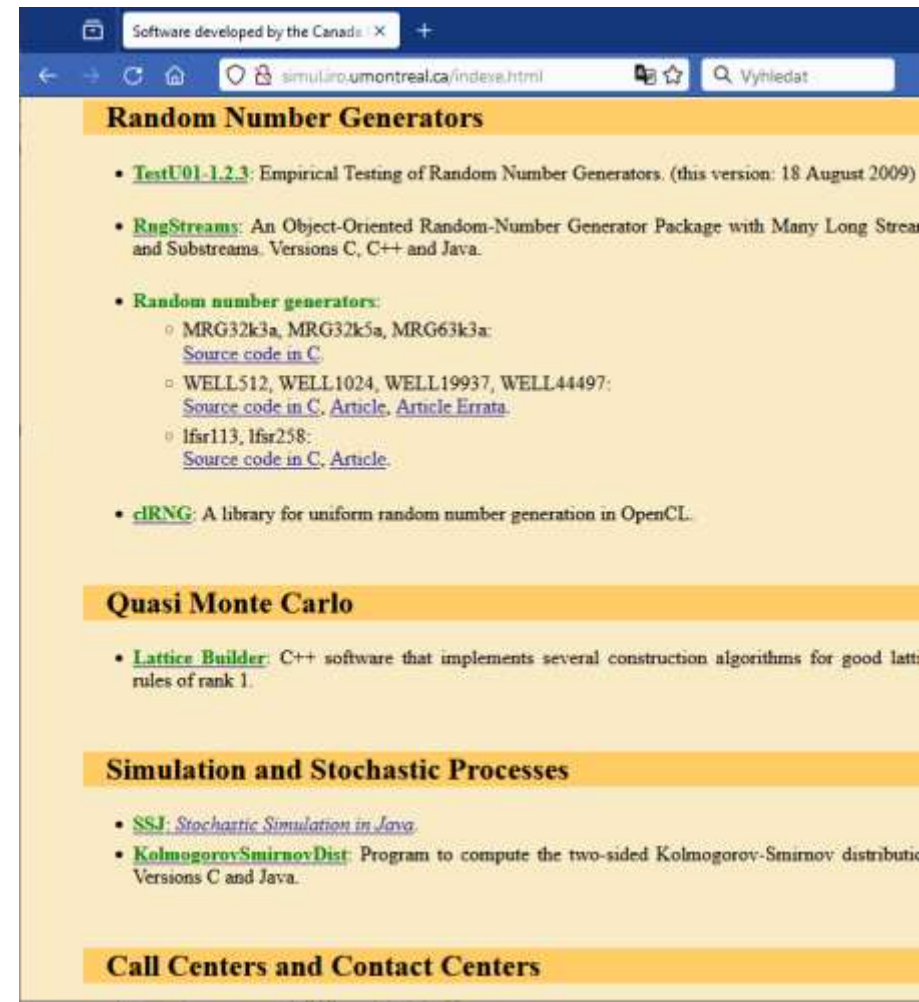 Software developed by the Canada
simul.iro.umontreal.ca/indexe.html
Vyhledat
Random Number Generators
• TestU01-1.2.3: Empirical Testing of Random Number Generators. (this version: 18 August 2009)
• RngStreams: An Object-Oriented Random-Number Generator Package with Many Long Strea
and Substreams. Versions C, C++ and Java.
• Random number generators:
◦ MRG32k3a, MRG32k5a, MRG63k3a:
Source code in C.
◦ WELL512, WELL1024, WELL19937, WELL44497:
Source code in C, Article, Article Errata.
◦ lfsr113, lfsr258:
Source code in C, Article.
• clRNG: A library for uniform random number generation in OpenCL.
Quasi Monte Carlo
• Lattice Builder: C++ software that implements several construction algorithms for good latt
rules of rank 1.
Simulation and Stochastic Processes
• SSJ: Stochastic Simulation in Java.
• KolmogorovSmirnovDist: Program to compute the two-sided Kolmogorov-Smirnov distributio
Versions C and Java.
Call Centers and Contact Centers